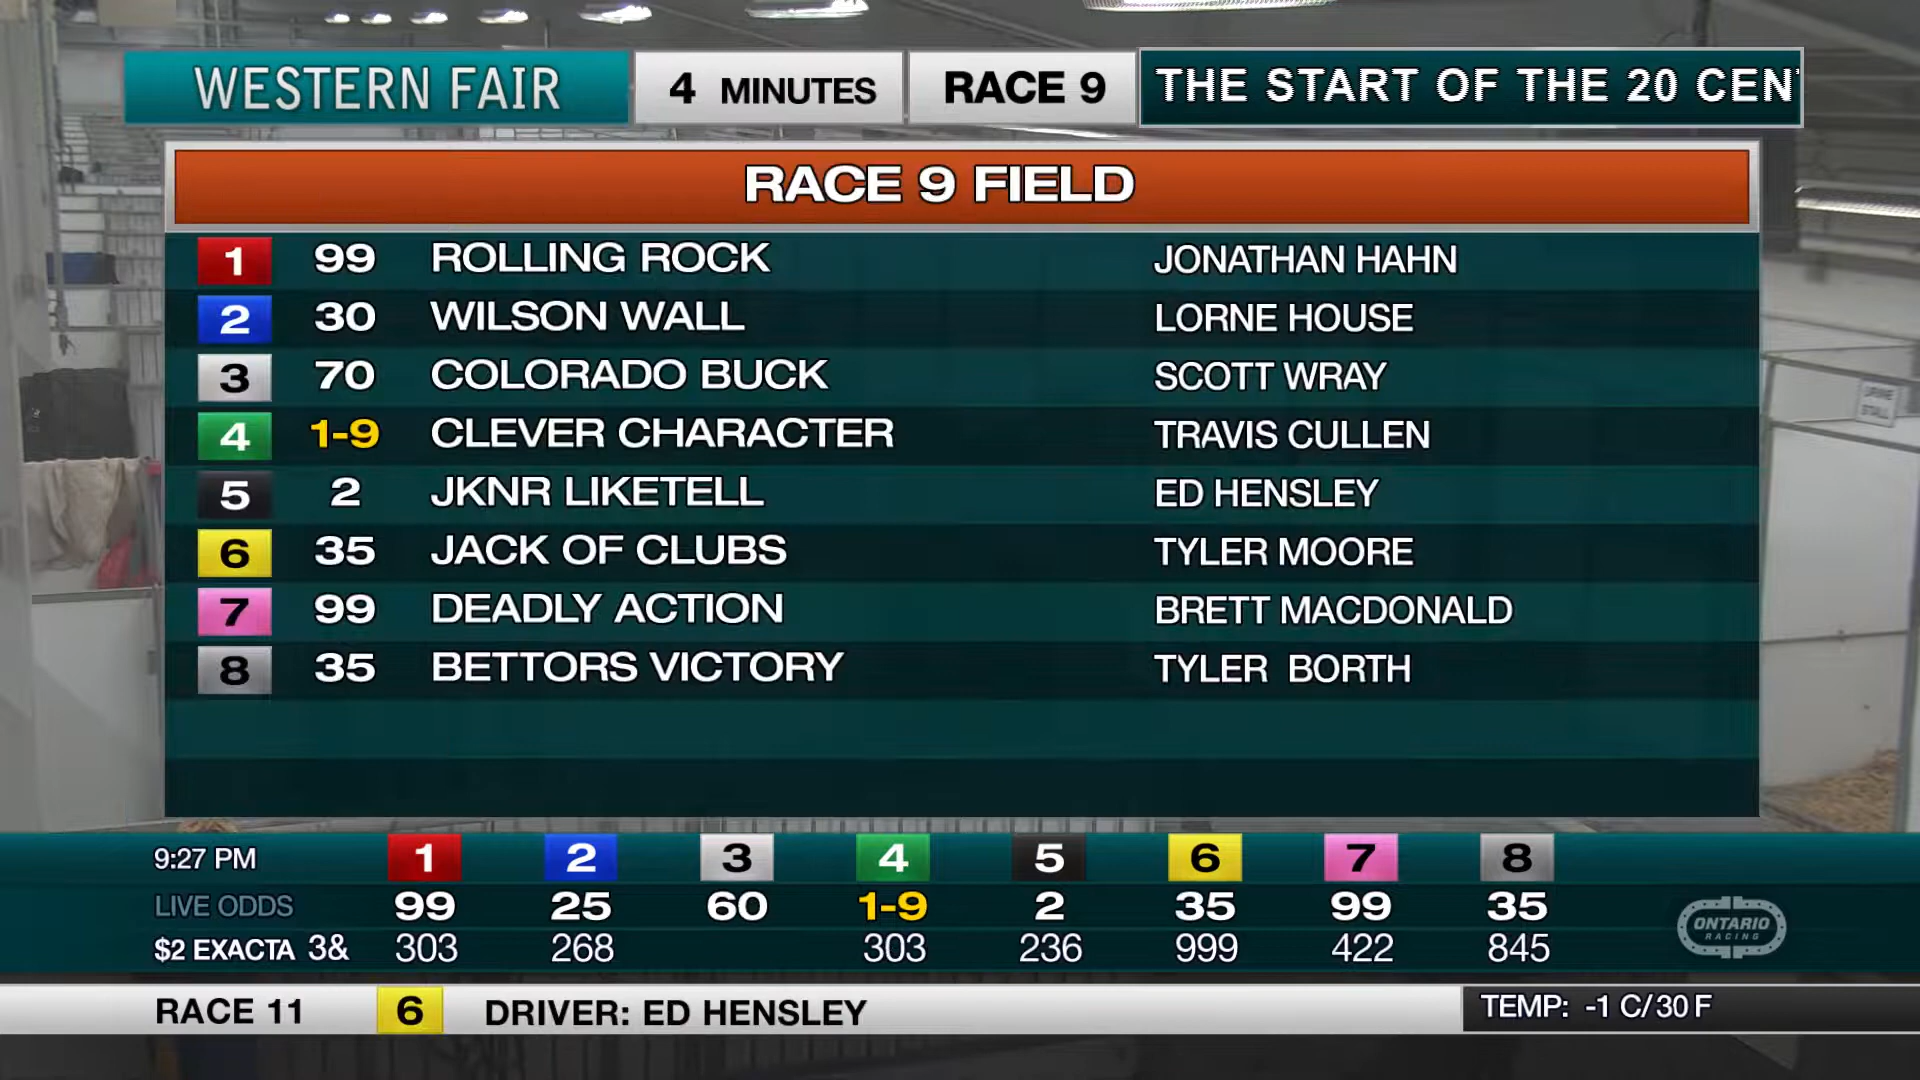 WESTERN FAIR 4 MINUTES RACE 9 THE START OF THE 20 CEN
RACE 9 FIELD
1 99 ROLLING ROCK JONATHAN HAHN
2 30 WILSON WALL LORNE HOUSE
3 70 COLORADO BUCK SCOTT WRAY
4 1-9 CLEVER CHARACTER TRAVIS CULLEN
5 2 JKNR LIKETELL ED HENSLEY
6 35 JACK OF CLUBS TYLER MOORE
7 99 DEADLY ACTION BRETT MACDONALD
8 35 BETTORS VICTORY TYLER BORTH
9:27 PM 1 2 3 4 5 6 7 8
LIVE ODDS 99 25 60 1-9 2 35 99 35
$2 EXACTA 3& 303 268 303 236 999 422 845
ONTARIO
RACING
RACE 11 6 DRIVER: ED HENSLEY TEMP: -1 C/30 F
STALL